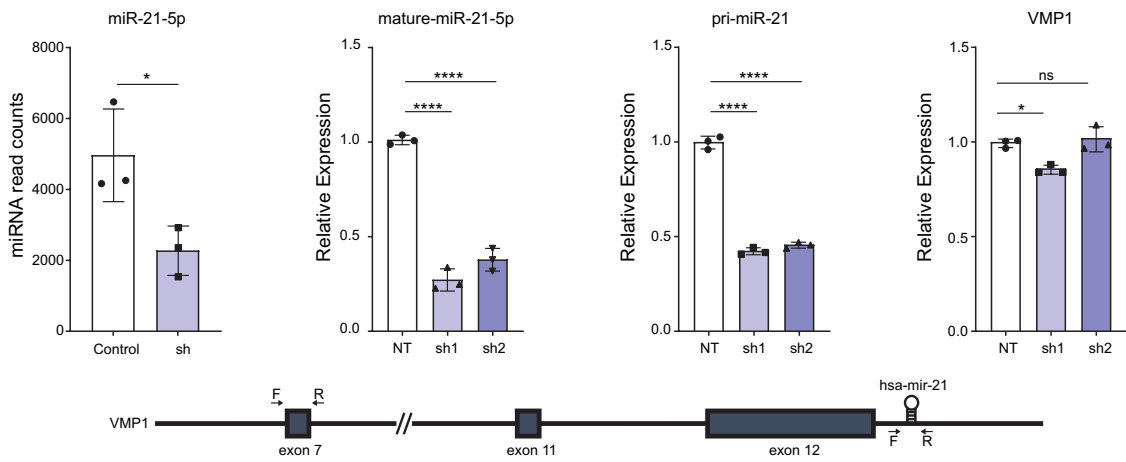 miR-21-5p
miRNA read counts
8000
6000
4000
2000
0
*
Control sh
mature-miR-21-5p
Relative Expression
1.5
1.0
0.5
0.0
****
****
NT sh1 sh2
pri-miR-21
Relative Expression
1.5
1.0
0.5
0.0
****
****
NT sh1 sh2
VMP1
Relative Expression
1.5
1.0
0.5
0.0
ns
*
NT sh1 sh2
hsa-mir-21
F R
VMP1
F R
exon 7 exon 11 exon 12